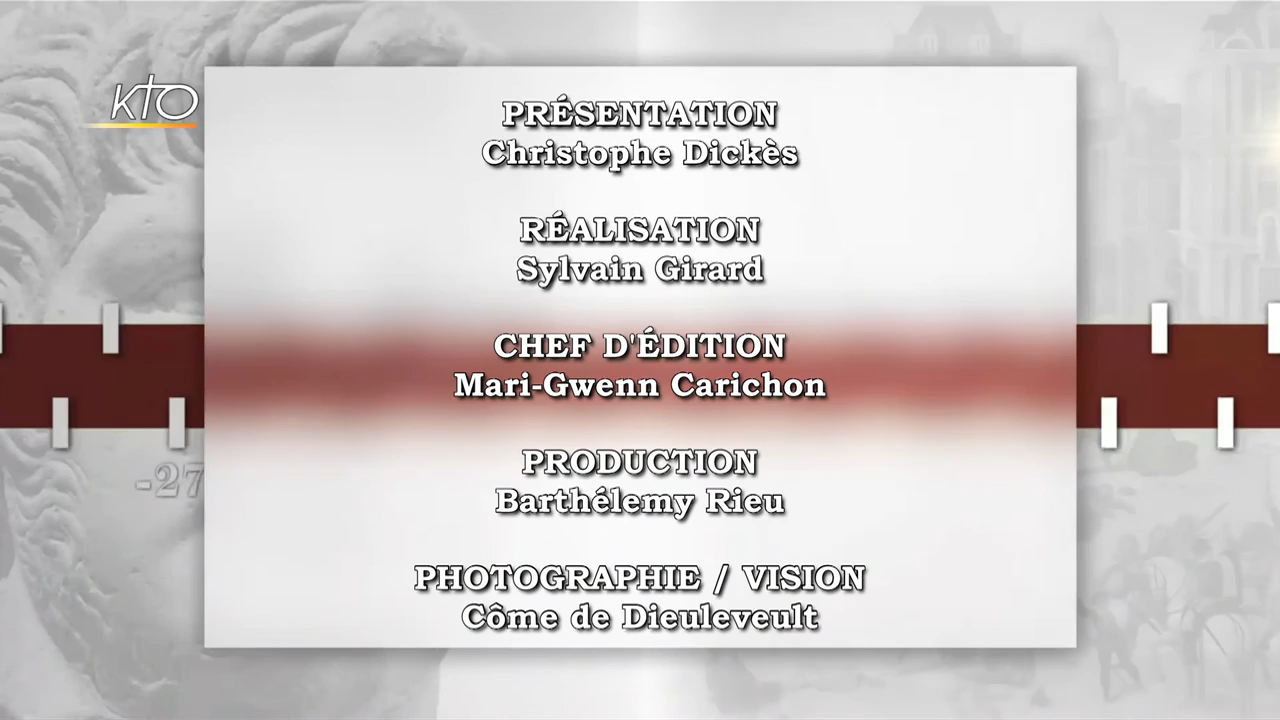 KTO
PRÉSENTATION
Christophe Dickès
RÉALISATION
Sylvain Girard
CHEF D'ÉDITION
Mari-Gwenn Carichon
-27
PRODUCTION
Barthélemy Rieu
PHOTOGRAPHIE / VISION
Côme de Dieuleveult